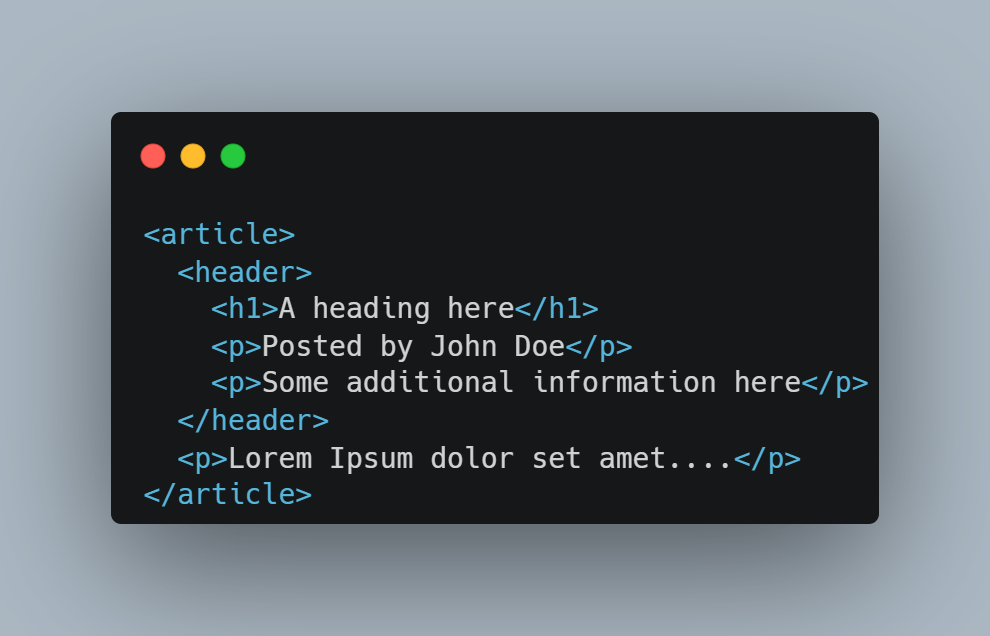 <article>
  <header>
    <h1>A heading here</h1>
    <p>Posted by John Doe</p>
    <p>Some additional information here</p>
  </header>
  <p>Lorem Ipsum dolor set amet....</p>
</article>